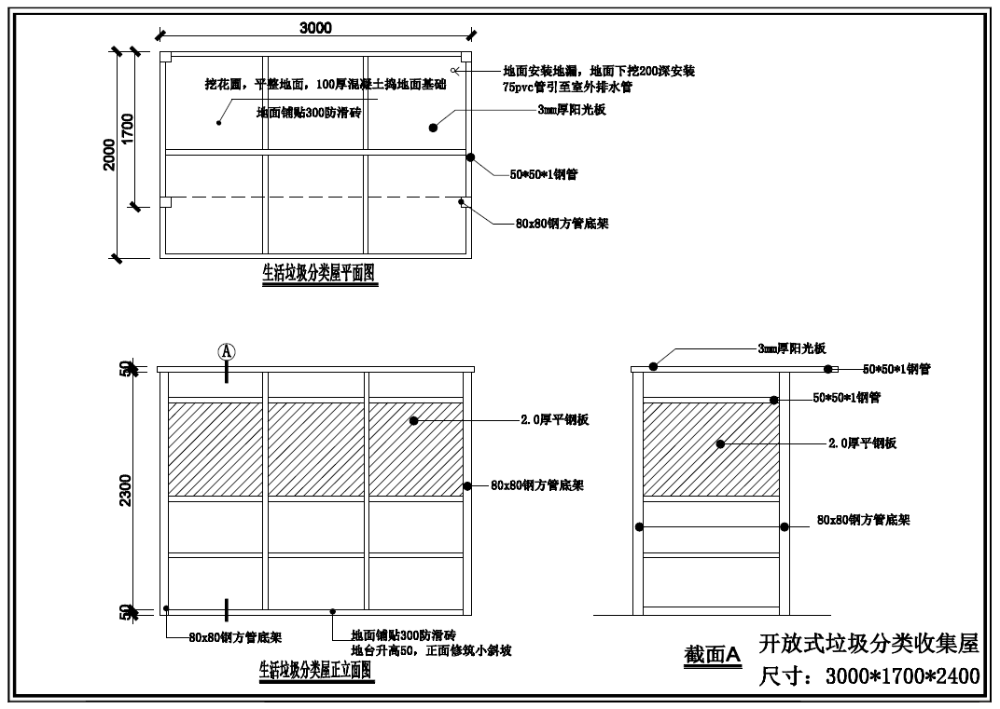 3000
地面安装地漏，地面下挖200深安装
75pvc管引至室外排水管
挖花圃，平整地面，100厚混凝土捣地面基础
地面铺贴300防滑砖
3mm厚阳光板
1700
2000
50*50*1钢管
80x80钢方管底架
生活垃圾分类屋平面图
A
50
2300
50
2.0厚平钢板
80x80钢方管底架
80x80钢方管底架
地面铺贴300防滑砖
地台升高50，正面修筑小斜坡
生活垃圾分类屋正立面图
3mm厚阳光板
50*50*1钢管
50*50*1钢管
2.0厚平钢板
80x80钢方管底架
截面A
开放式垃圾分类收集屋
尺寸：3000*1700*2400